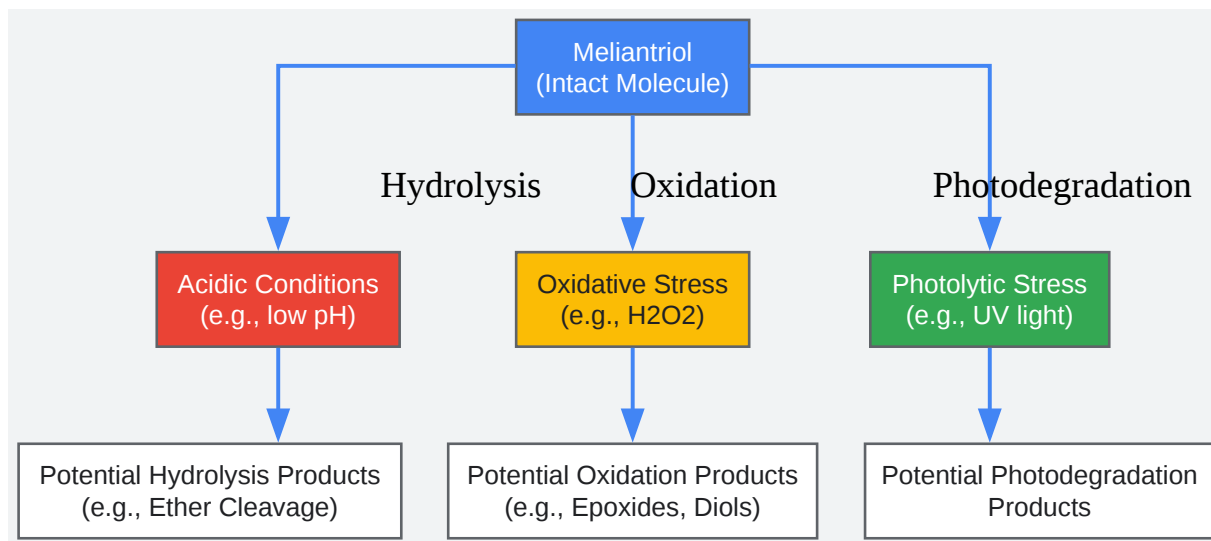 Meliantriol
(Intact Molecule)
Hydrolysis
Oxidation
Photodegradation
Acidic Conditions
(e.g., low pH)
Oxidative Stress
(e.g., H2O2)
Photolytic Stress
(e.g., UV light)
Potential Hydrolysis Products
(e.g., Ether Cleavage)
Potential Oxidation Products
(e.g., Epoxides, Diols)
Potential Photodegradation
Products